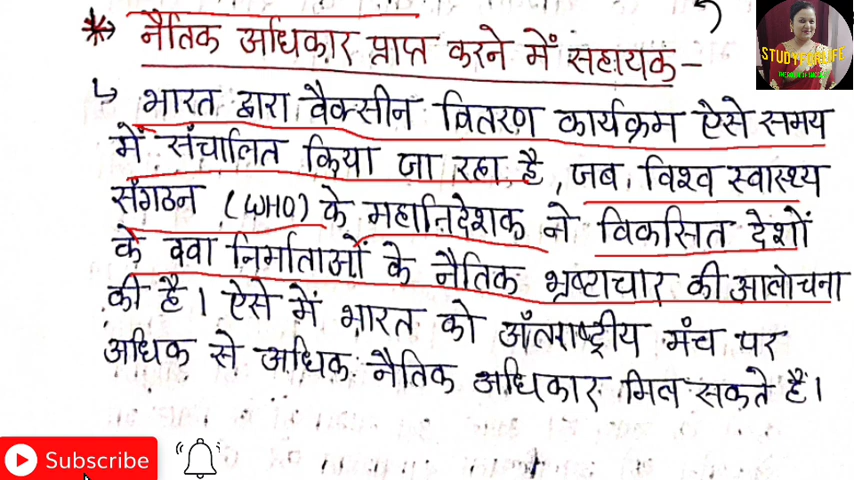 नैतिक अधिकार प्राप्त करने में सहायक -
भारत द्वारा वैक्सीन वितरण कार्यक्रम ऐसे समय
में संचालित किया जा रहा है, जब विश्व स्वास्थ्य
संगठन (WHO) के महानिदेशक ने विकसित देशों
के दवा निर्माताओं के नैतिक भ्रष्टाचार की आलोचना
की है। ऐसे में भारत को अंतराष्ट्रीय मंच पर
अधिक से अधिक नैतिक अधिकार मिल सकते हैं।
STUDYFORLIFE
Subscribe